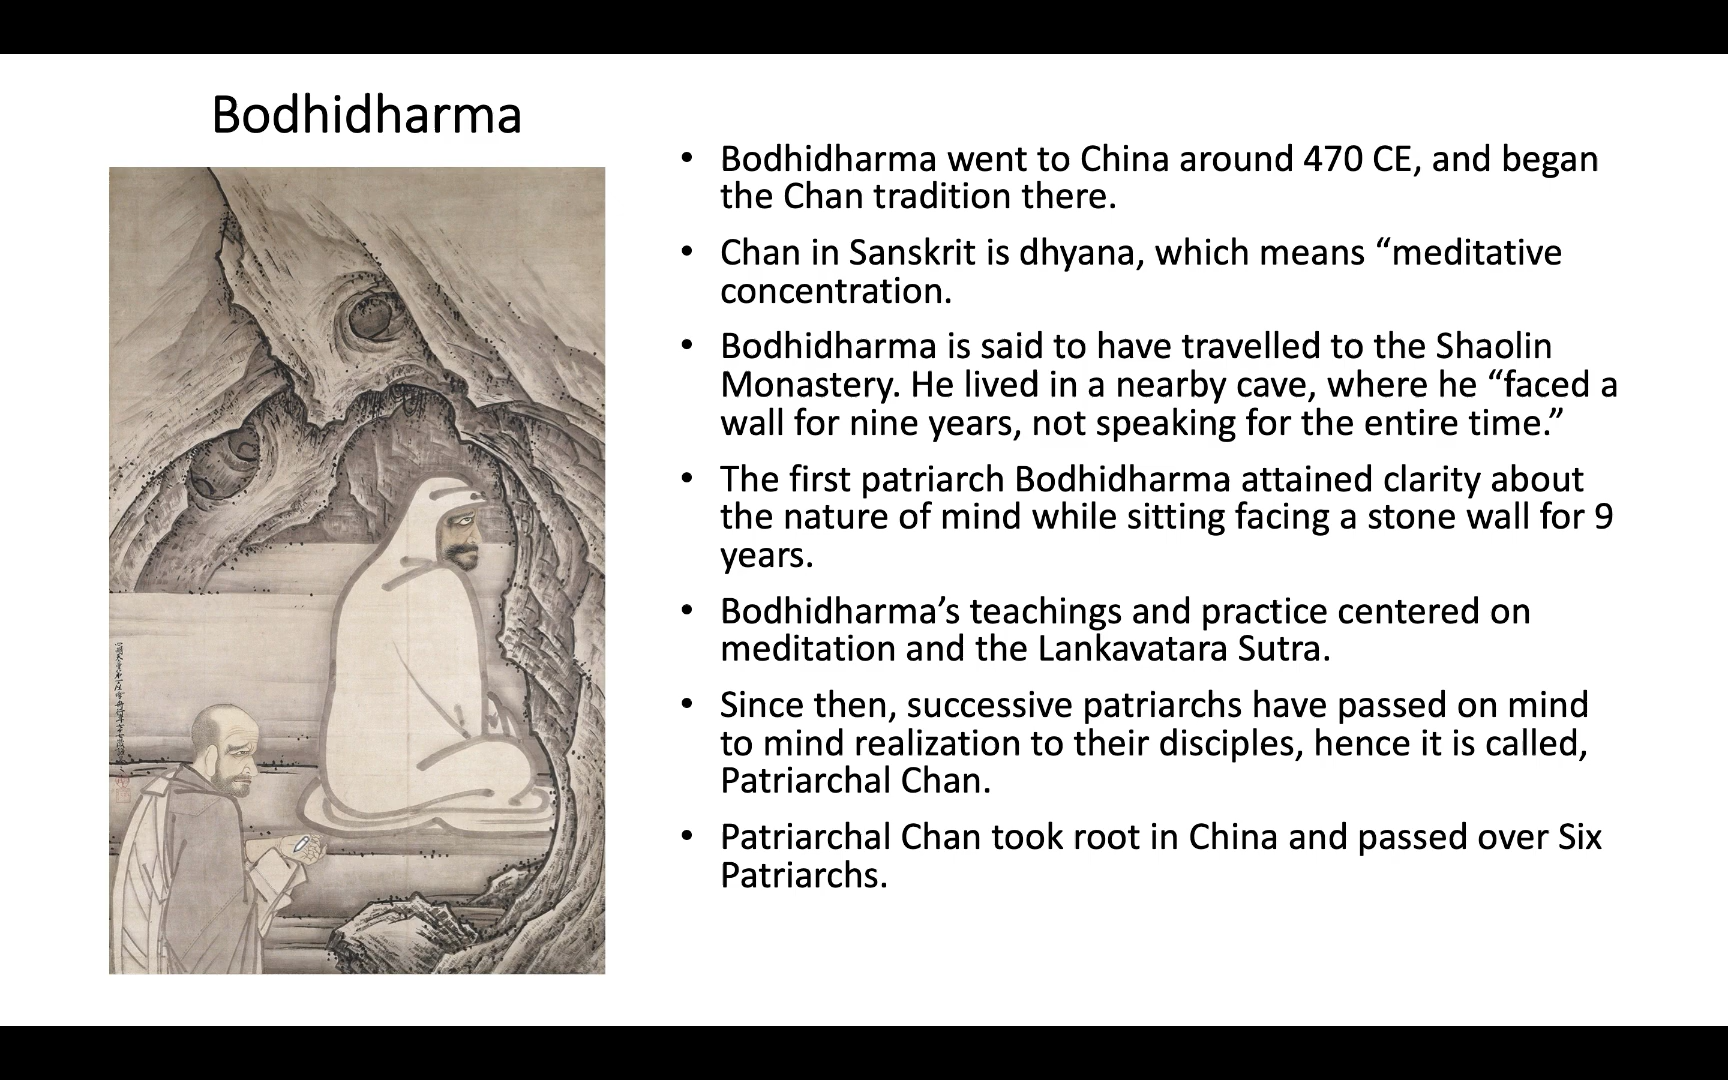 Bodhidharma
• Bodhidharma went to China around 470 CE, and began
the Chan tradition there.
• Chan in Sanskrit is dhyana, which means “meditative
concentration.
• Bodhidharma is said to have travelled to the Shaolin
Monastery. He lived in a nearby cave, where he “faced a
wall for nine years, not speaking for the entire time.”
• The first patriarch Bodhidharma attained clarity about
the nature of mind while sitting facing a stone wall for 9
years.
• Bodhidharma’s teachings and practice centered on
meditation and the Lankavatara Sutra.
• Since then, successive patriarchs have passed on mind
to mind realization to their disciples, hence it is called,
Patriarchal Chan.
• Patriarchal Chan took root in China and passed over Six
Patriarchs.